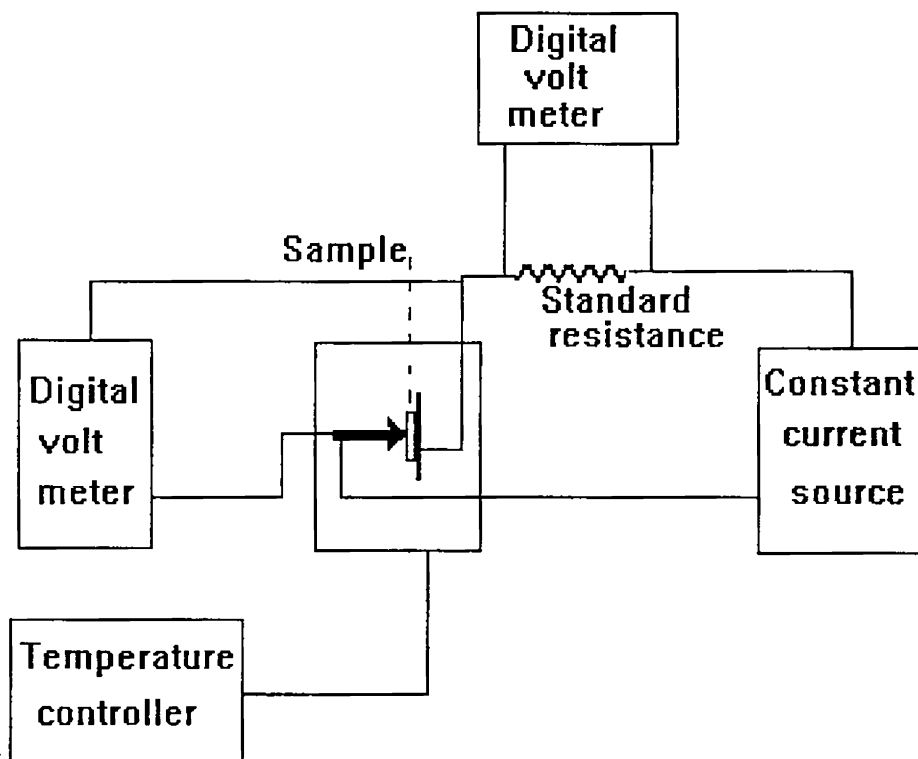 Digital
volt
meter
Sample
Standard
resistance
Digital
volt
meter
Constant
current
source
Temperature
controller